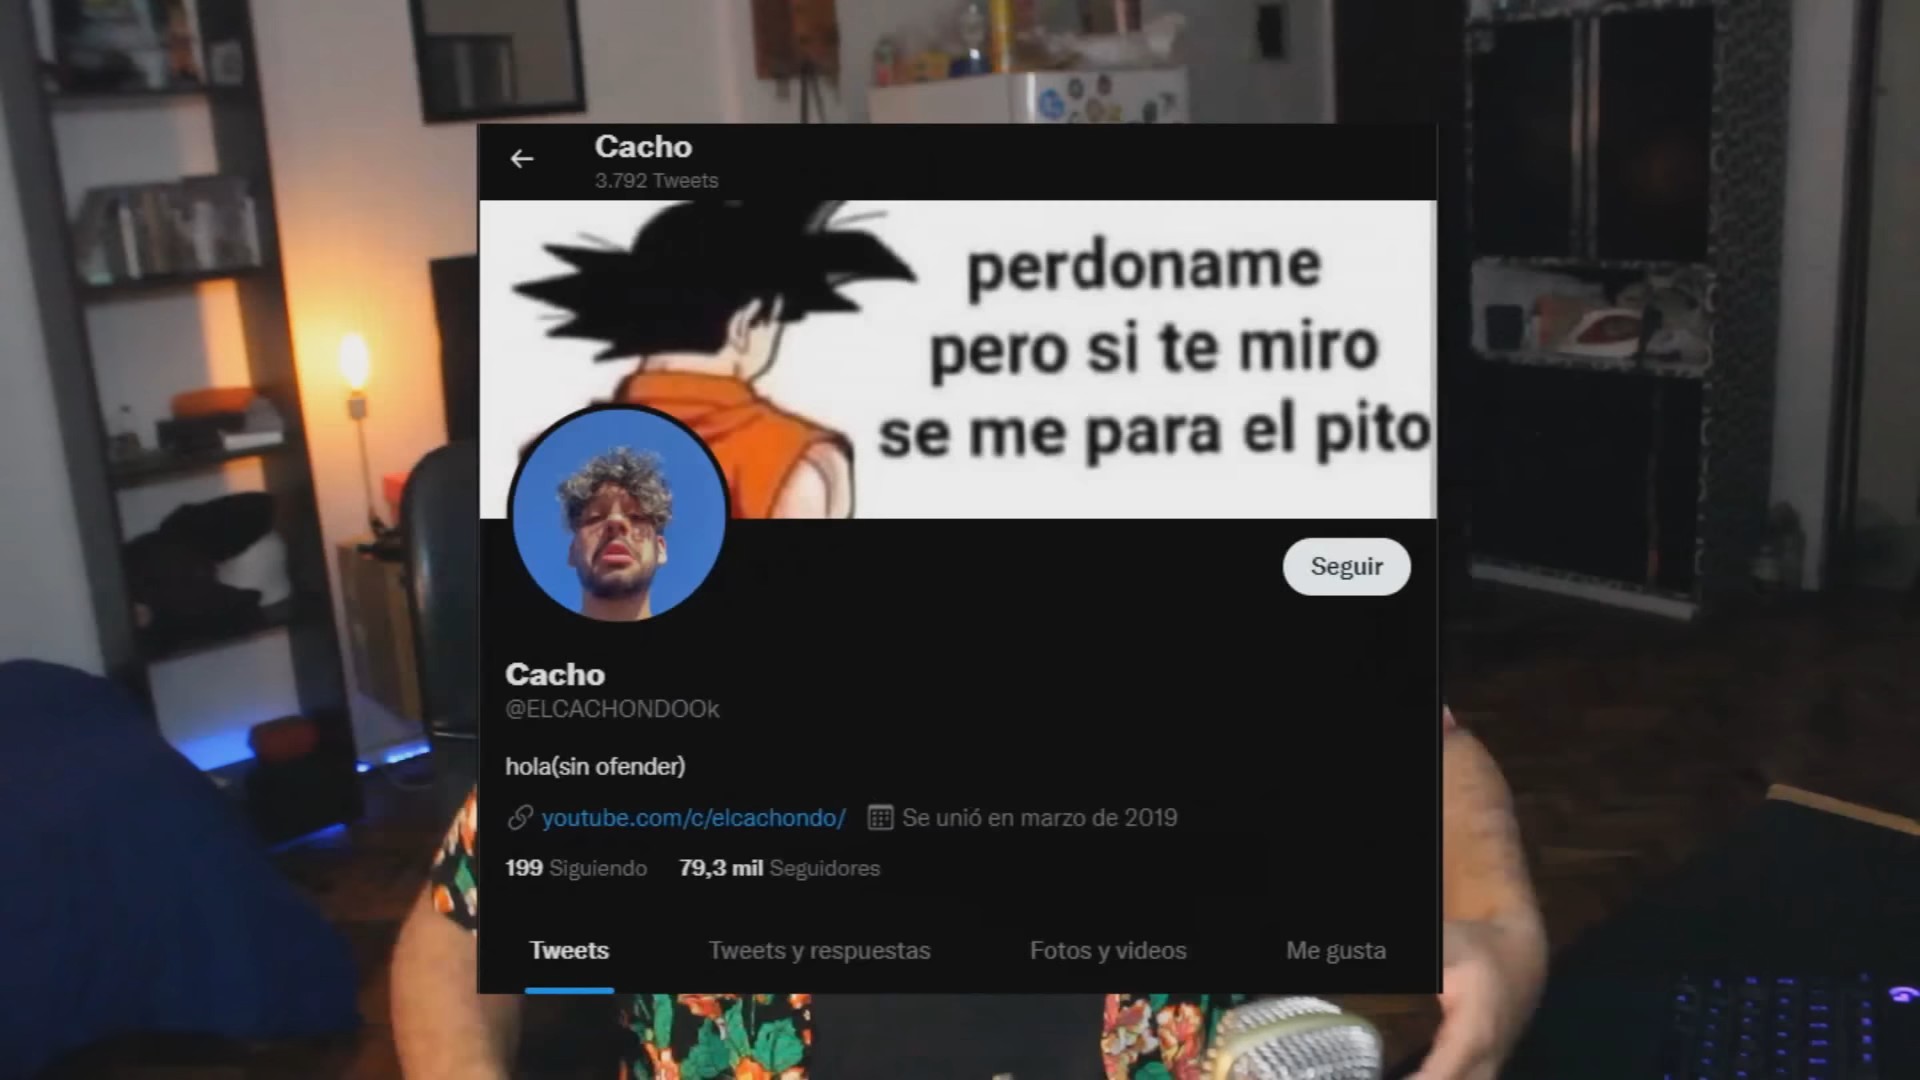 Cacho
3.792 Tweets
perdoname
pero si te miro
se me para el pito
Seguir
Cacho
@ELCACHONDOOk
hola(sin ofender)
youtube.com/c/elcachondo/ Se unió en marzo de 2019
199 Siguiendo 79,3 mil Seguidores
Tweets Tweets y respuestas Fotos y videos Me gusta